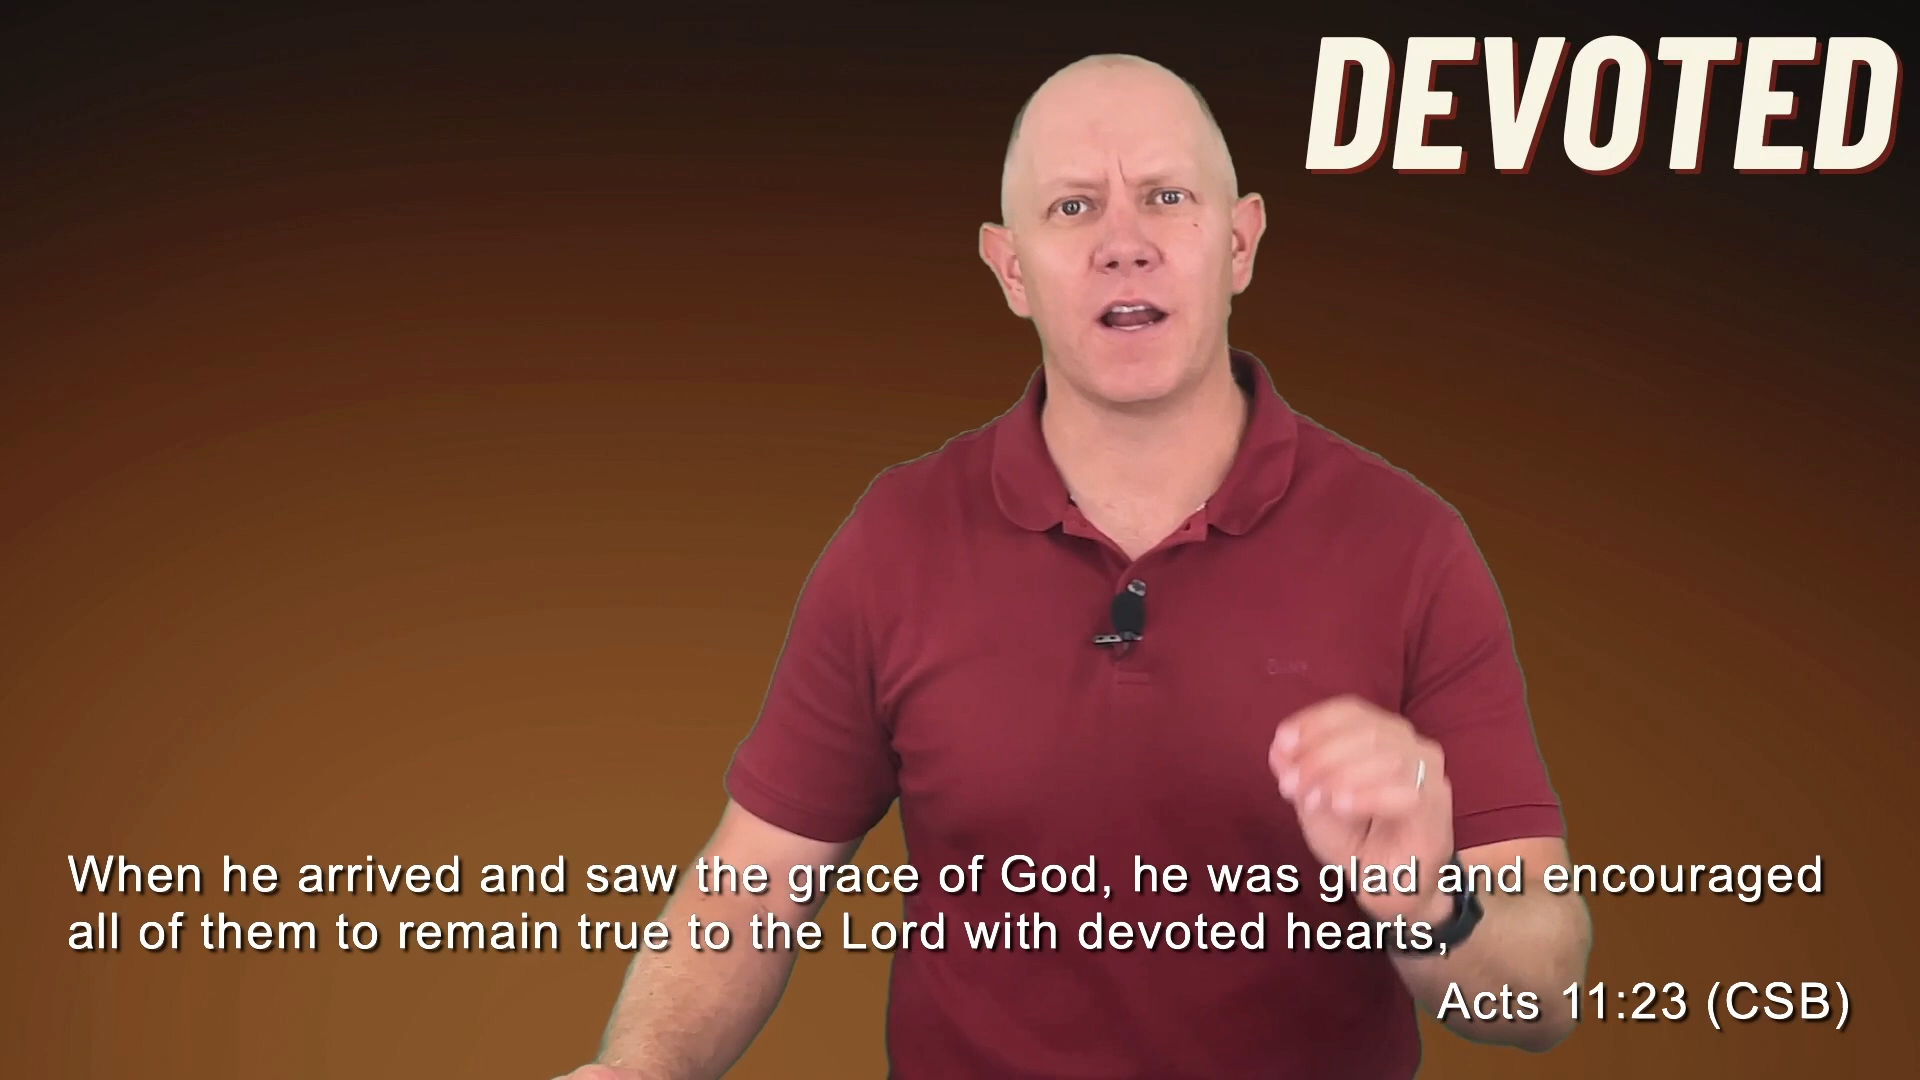 DEVOTED
When he arrived and saw the grace of God, he was glad and encouraged
all of them to remain true to the Lord with devoted hearts,
Acts 11:23 (CSB)